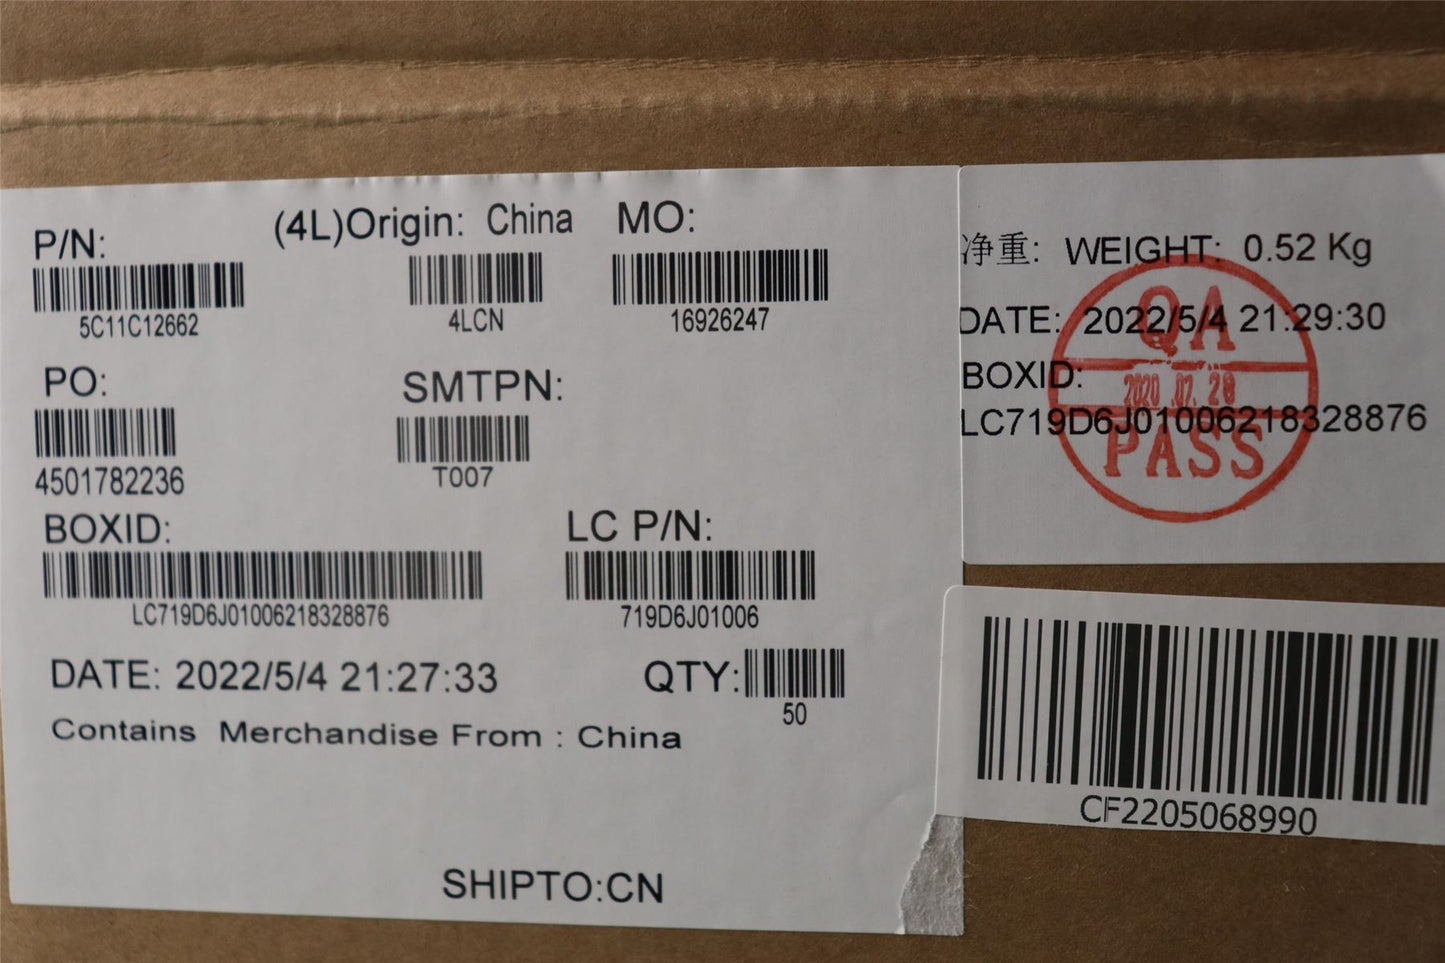 P/N:
(4L)Origin: China
MO:
5C11C12662
4LCN
16926247
PO:
SMTPN:
4501782236
T007
BOXID:
LC P/N:
LC719D6J01006218328876
719D6J01006
DATE: 2022/5/4 21:27:33
QTY:
50
Contains Merchandise From : China
SHIPTO:CN
净重: WEIGHT: 0.52 Kg
DATE: 2022/5/4 21:29:30
BOXID:
LC719D6J01006218328876
QA
2020.07.28
PASS
CF2205068990